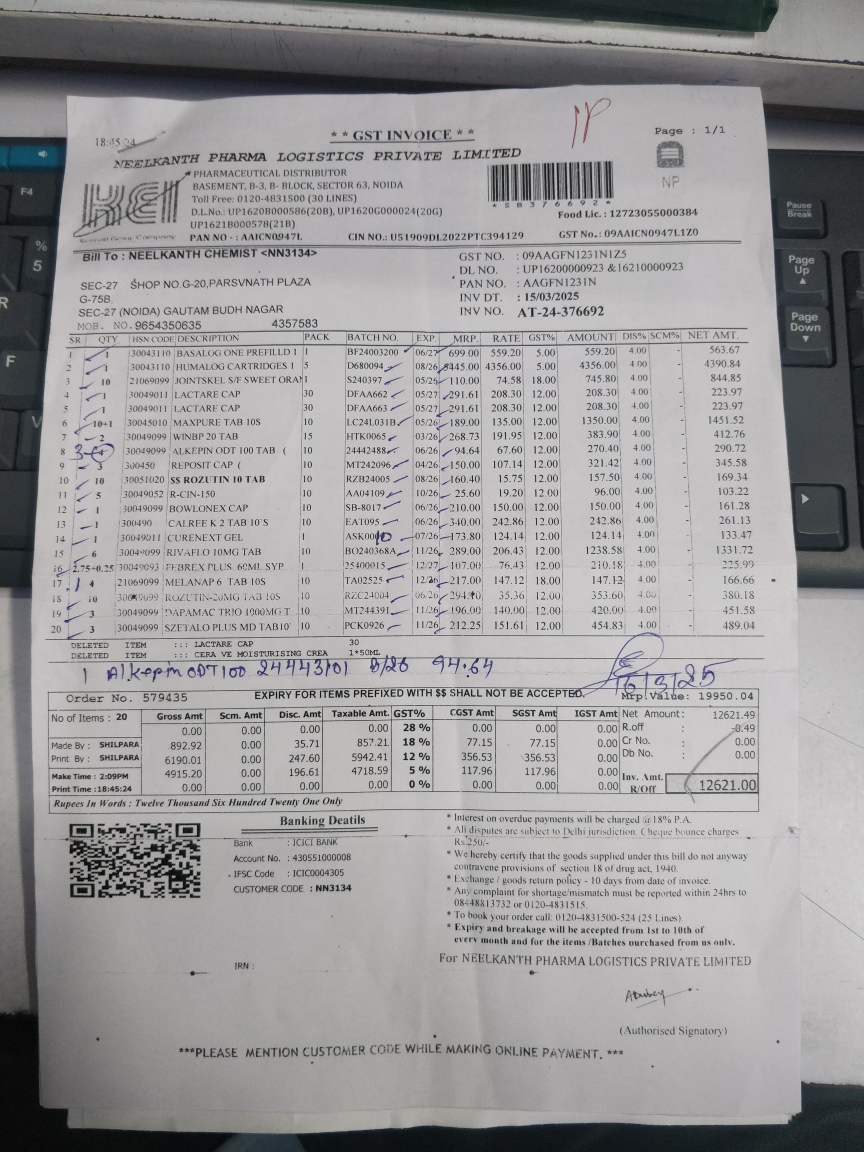 ** GST INVOICE **
Page : 1/1
18:45:24
NEELKANTH PHARMA LOGISTICS PRIVATE LIMITED
PHARMACEUTICAL DISTRIBUTOR
BASEMENT, B-3, B- BLOCK, SECTOR 63, NOIDA
Toll Free: 0120-4831500 (30 LINES)
D.L.No.: UP1620B000586(20B), UP1620G000024(20G)
UP1621B000578(21B)
*58376692*
NP
Food Lic. : 12723055000384
PAN NO - : AAICN0947L CIN NO.: U51909DL2022PTC394129 GST No. : 09AAICN0947L1Z0
Bill To : NEELKANTH CHEMIST <NN3134>
SEC-27 SHOP NO.G-20,PARSVNATH PLAZA
G-75B,
SEC-27 (NOIDA) GAUTAM BUDH NAGAR
MOB. NO. 9654350635 4357583
GST NO. : 09AAGFN1231N1Z5
DL NO. : UP16200000923 &16210000923
PAN NO. : AAGFN1231N
INV DT. : 15/03/2025
INV NO. AT-24-376692
SR QTY HSN CODE DESCRIPTION PACK BATCH NO. EXP. MRP. RATE GST% AMOUNT DIS% SCM% NET AMT.
1 1 30043110 BASALOG ONE PREFILLD 1 1 BF24003200 06/27 699.00 559.20 5.00 559.20 4.00 - 563.67
2 1 30043110 HUMALOG CARTRIDGES 1 5 D680094 08/26 5445.00 4356.00 5.00 4356.00 4.00 - 4390.84
3 10 21069099 JOINTSKEL S/F SWEET ORAN 1 S240397 05/26 110.00 74.58 18.00 745.80 4.00 - 844.85
4 1 30049011 LACTARE CAP 30 DFAA662 05/27 291.61 208.30 12.00 208.30 4.00 - 223.97
5 1 30049011 LACTARE CAP 30 DFAA663 05/27 291.61 208.30 12.00 208.30 4.00 - 223.97
6 10+1 30045010 MAXPURE TAB 10S 10 LC24L031B 05/26 189.00 135.00 12.00 1350.00 4.00 - 1451.52
7 2 30049099 WINBP 20 TAB 15 HTK0065 03/26 268.73 191.95 12.00 383.90 4.00 - 412.76
8 3 4 30049099 ALKEPIN ODT 100 TAB ( 10 24442488 06/26 94.64 67.60 12.00 270.40 4.00 - 290.72
9 3 300450 REPOSIT CAP ( 10 MT242096 04/26 150.00 107.14 12.00 321.42 4.00 - 345.58
10 10 30051020 $$ ROZUTIN 10 TAB 10 RZB24005 08/26 160.40 15.75 12.00 157.50 4.00 - 169.34
11 5 30049052 R-CIN-150 10 AA04109 10/26 25.60 19.20 12.00 96.00 4.00 - 103.22
12 1 30049099 BOWLONEX CAP 10 SB-8017 06/26 210.00 150.00 12.00 150.00 4.00 - 161.28
13 1 300490 CALREE K 2 TAB 10`S 10 EAT095 06/26 340.00 242.86 12.00 242.86 4.00 - 261.13
14 1 30049011 CURENEXT GEL 1 07/26 173.80 124.14 12.00 124.14 4.00 - 133.47
15 6 30049099 RIVAFLO 10MG TAB 10 BO240368A 11/26 289.00 206.43 12.00 1238.58 4.00 - 1331.72
16 2.75+0.25 30049093 FEBREX PLUS 60ML SYP 1 25400015 12/27 107.00 76.43 12.00 210.18 4.00 - 225.99
17 1 4 21069099 MELANAP 6 TAB 10S 10 TA02525 12/26 217.00 147.12 18.00 147.12 4.00 - 166.66
18 10 30049099 ROZUTIN-20MG TAB 10S 10 RZC24004 06/26 294.10 35.36 12.00 353.60 4.00 - 380.18
19 3 30049099 DAPAMAC TRIO 1000MG T 10 MT244391 11/26 196.00 140.00 12.00 420.00 4.00 - 451.58
20 3 30049099 SZETALO PLUS MD TAB10` 10 PCK0926 11/26 212.25 151.61 12.00 454.83 4.00 - 489.04
DELETED ITEM ::: LACTARE CAP 30
DELETED ITEM ::: CERA VE MOISTURISING CREA 1*50ML
1 Alkepin ODT100 24443101 8/26 94.64
16/3/25
Order No. 579435 EXPIRY FOR ITEMS PREFIXED WITH $$ SHALL NOT BE ACCEPTED. Mrp.Value: 19950.04
No of Items : 20 Gross Amt Scm. Amt Disc. Amt Taxable Amt. GST% CGST Amt SGST Amt IGST Amt Net Amount: 12621.49
0.00 0.00 0.00 0.00 28 % 0.00 0.00 0.00 R.off : -0.49
Made By : SHILPARA 892.92 0.00 35.71 857.21 18 % 77.15 77.15 0.00 Cr No. 0.00
Print By : SHILPARA 6190.01 0.00 247.60 5942.41 12 % 356.53 356.53 0.00 Db No. 0.00
Make Time : 2:09PM 4915.20 0.00 196.61 4718.59 5 % 117.96 117.96 0.00 Inv. Amt.
Print Time :18:45:24 0.00 0.00 0.00 0.00 0 % 0.00 0.00 0.00 R/Off 12621.00
Rupees In Words : Twelve Thousand Six Hundred Twenty One Only
Banking Deatils
Bank : ICICI BANK
Account No. : 430551000008
IFSC Code : ICIC0004305
CUSTOMER CODE : NN3134
* Interest on overdue payments will be charged @18% P.A.
* All disputes are subject to Delhi jurisdiction. Cheque bounce charges
Rs.250/-
* We hereby certify that the goods supplied under this bill do not anyway
contravene provisions of section 18 of drug act, 1940.
* Exchange / goods return policy - 10 days from date of invoice.
* Any complaint for shortage/mismatch must be reported within 24hrs to
08448813732 or 0120-4831515.
* To book your order call: 0120-4831500-524 (25 Lines).
* Expiry and breakage will be accepted from 1st to 10th of
every month and for the items /Batches purchased from us only.
IRN :
For NEELKANTH PHARMA LOGISTICS PRIVATE LIMITED
(Authorised Signatory)
***PLEASE MENTION CUSTOMER CODE WHILE MAKING ONLINE PAYMENT. ***
F4
%
5
R
F
V
Pause
Break
Page
Up
Page
Down